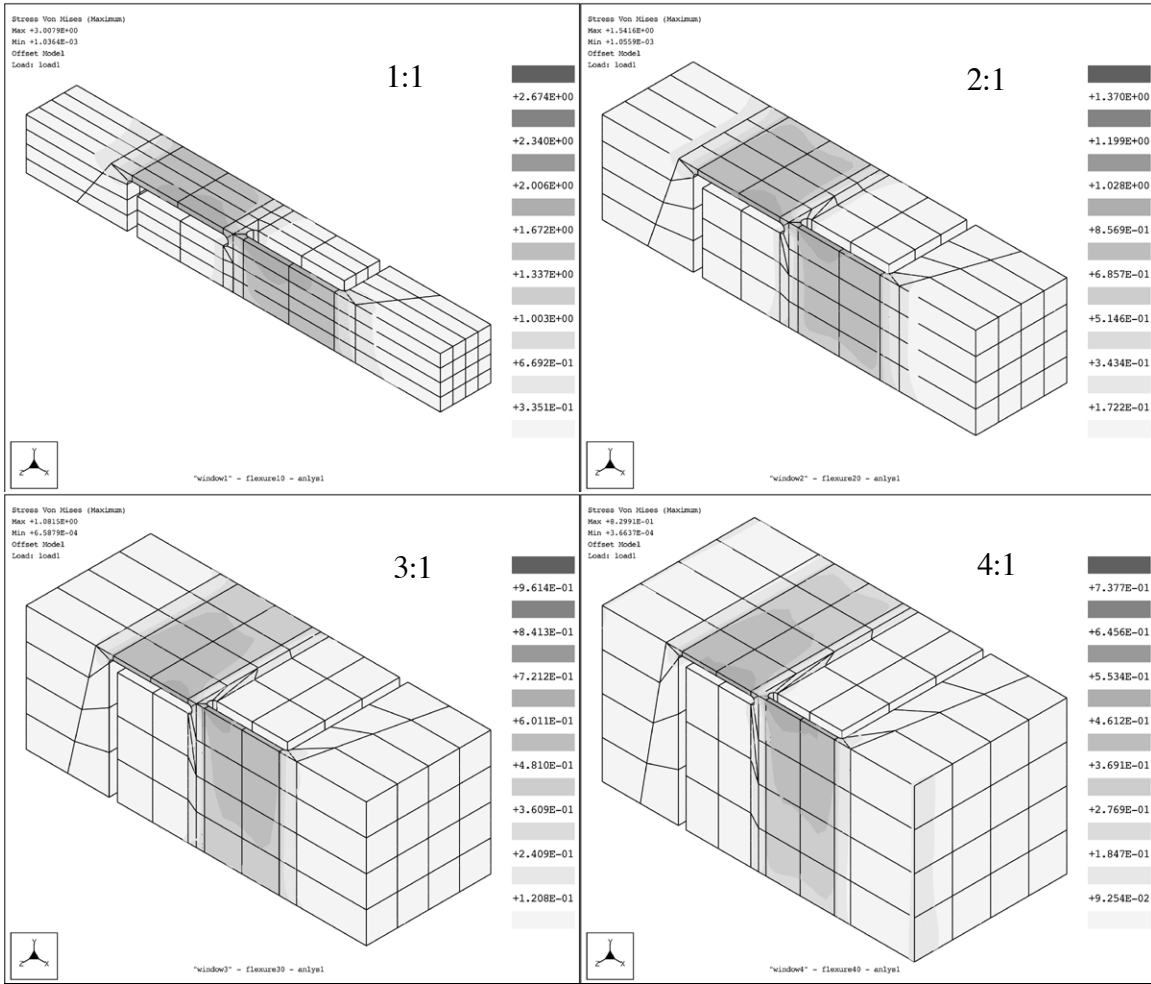 Stress Von Mises (Maximum)
Max +3.0079E+00
Min +1.0364E-03
Offset Model
Load: load1
1:1
+2.674E+00
+2.340E+00
+2.006E+00
+1.672E+00
+1.337E+00
+1.003E+00
+6.692E-01
+3.351E-01
Y
Z X
"window1" - flexure10 - anlys1
Stress Von Mises (Maximum)
Max +1.5416E+00
Min +1.0559E-03
Offset Model
Load: load1
2:1
+1.370E+00
+1.199E+00
+1.028E+00
+8.569E-01
+6.857E-01
+5.146E-01
+3.434E-01
+1.722E-01
Y
Z X
"window2" - flexure20 - anlys1
Stress Von Mises (Maximum)
Max +1.0815E+00
Min +6.5879E-04
Offset Model
Load: load1
3:1
+9.614E-01
+8.413E-01
+7.212E-01
+6.011E-01
+4.810E-01
+3.609E-01
+2.409E-01
+1.208E-01
Y
Z X
"window3" - flexure30 - anlys1
Stress Von Mises (Maximum)
Max +8.2991E-01
Min +3.6637E-04
Offset Model
Load: load1
4:1
+7.377E-01
+6.456E-01
+5.534E-01
+4.612E-01
+3.691E-01
+2.769E-01
+1.847E-01
+9.254E-02
Y
Z X
"window4" - flexure40 - anlys1